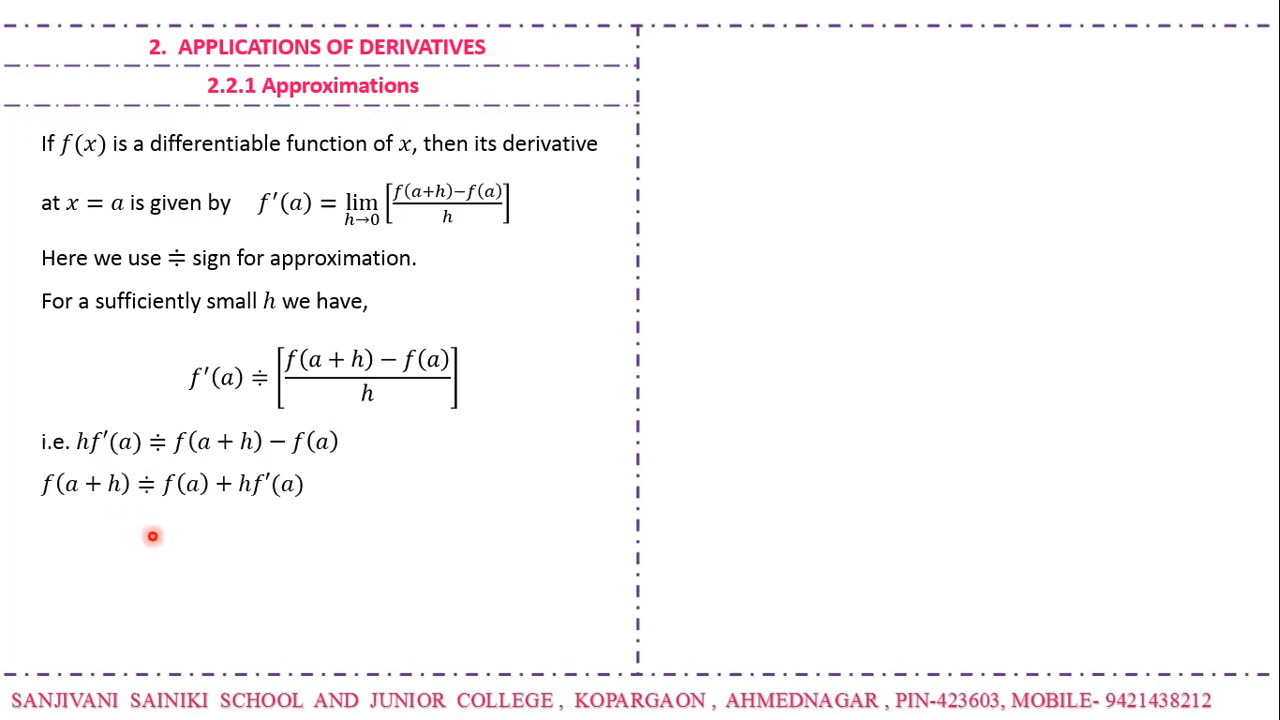 2. APPLICATIONS OF DERIVATIVES
2.2.1 Approximations
If f(x) is a differentiable function of x, then its derivative
at x = a is given by f′(a) = lim h→0 [f(a+h)−f(a) / h]
Here we use ≑ sign for approximation.
For a sufficiently small h we have,
f′(a) ≑ [f(a + h) − f(a) / h]
i.e. hf′(a) ≑ f(a + h) − f(a)
f(a + h) ≑ f(a) + hf′(a)
SANJIVANI SAINIKI SCHOOL AND JUNIOR COLLEGE , KOPARGAON , AHMEDNAGAR , PIN-423603, MOBILE- 9421438212